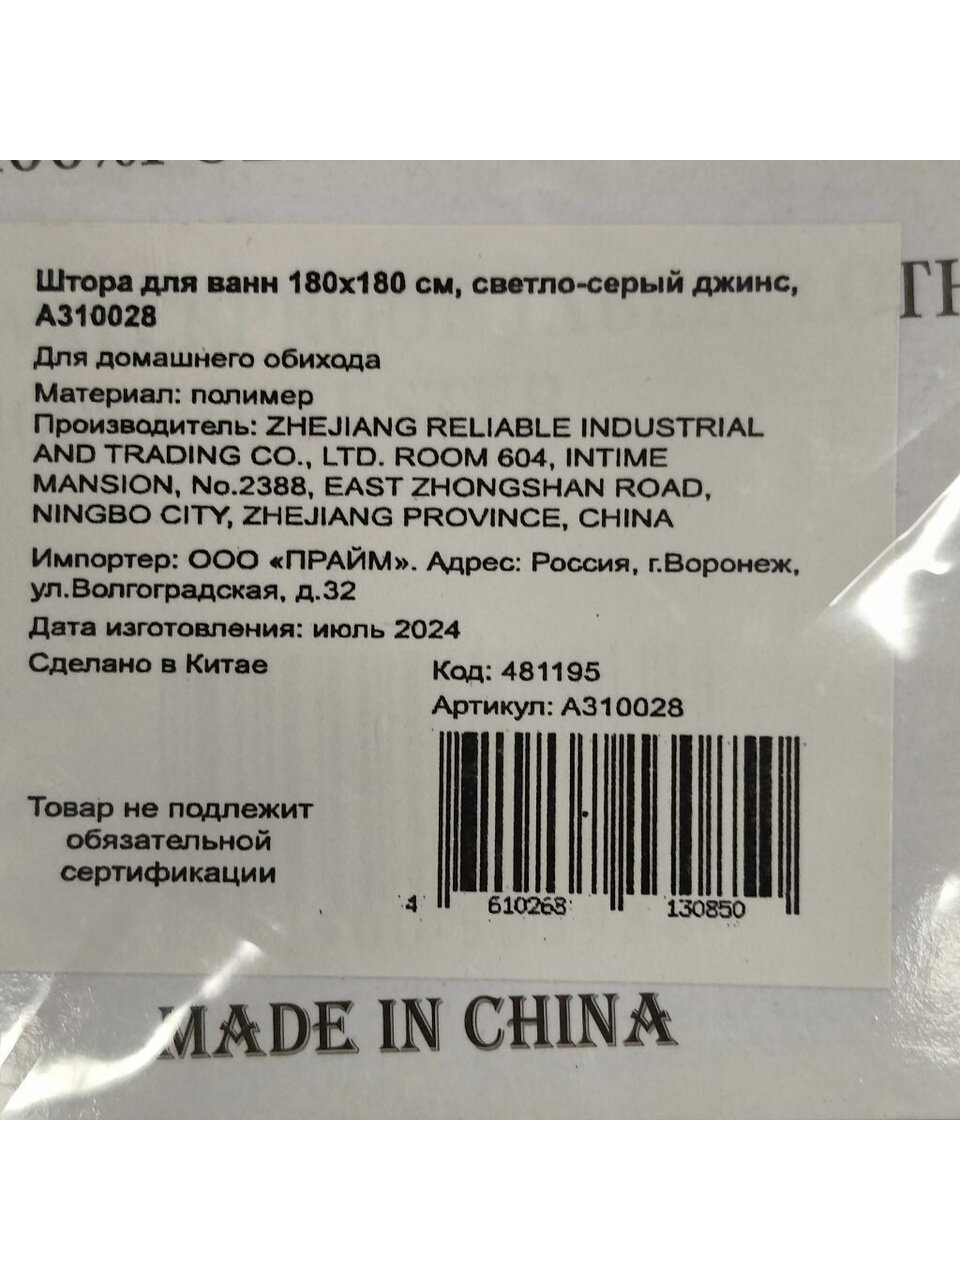 Штора для ванн 180x180 см, светло-серый джинс,
A310028
Для домашнего обихода
Материал: полимер
Производитель: ZHEJIANG RELIABLE INDUSTRIAL
AND TRADING CO., LTD. ROOM 604, INTIME
MANSION, No.2388, EAST ZHONGSHAN ROAD,
NINGBO CITY, ZHEJIANG PROVINCE, CHINA
Импортер: ООО «ПРАЙМ». Адрес: Россия, г.Воронеж,
ул.Волгоградская, д.32
Дата изготовления: июль 2024
Сделано в Китае
Код: 481195
Артикул: A310028
Товар не подлежит
обязательной
сертификации
4 610268 130850
MADE IN CHINA